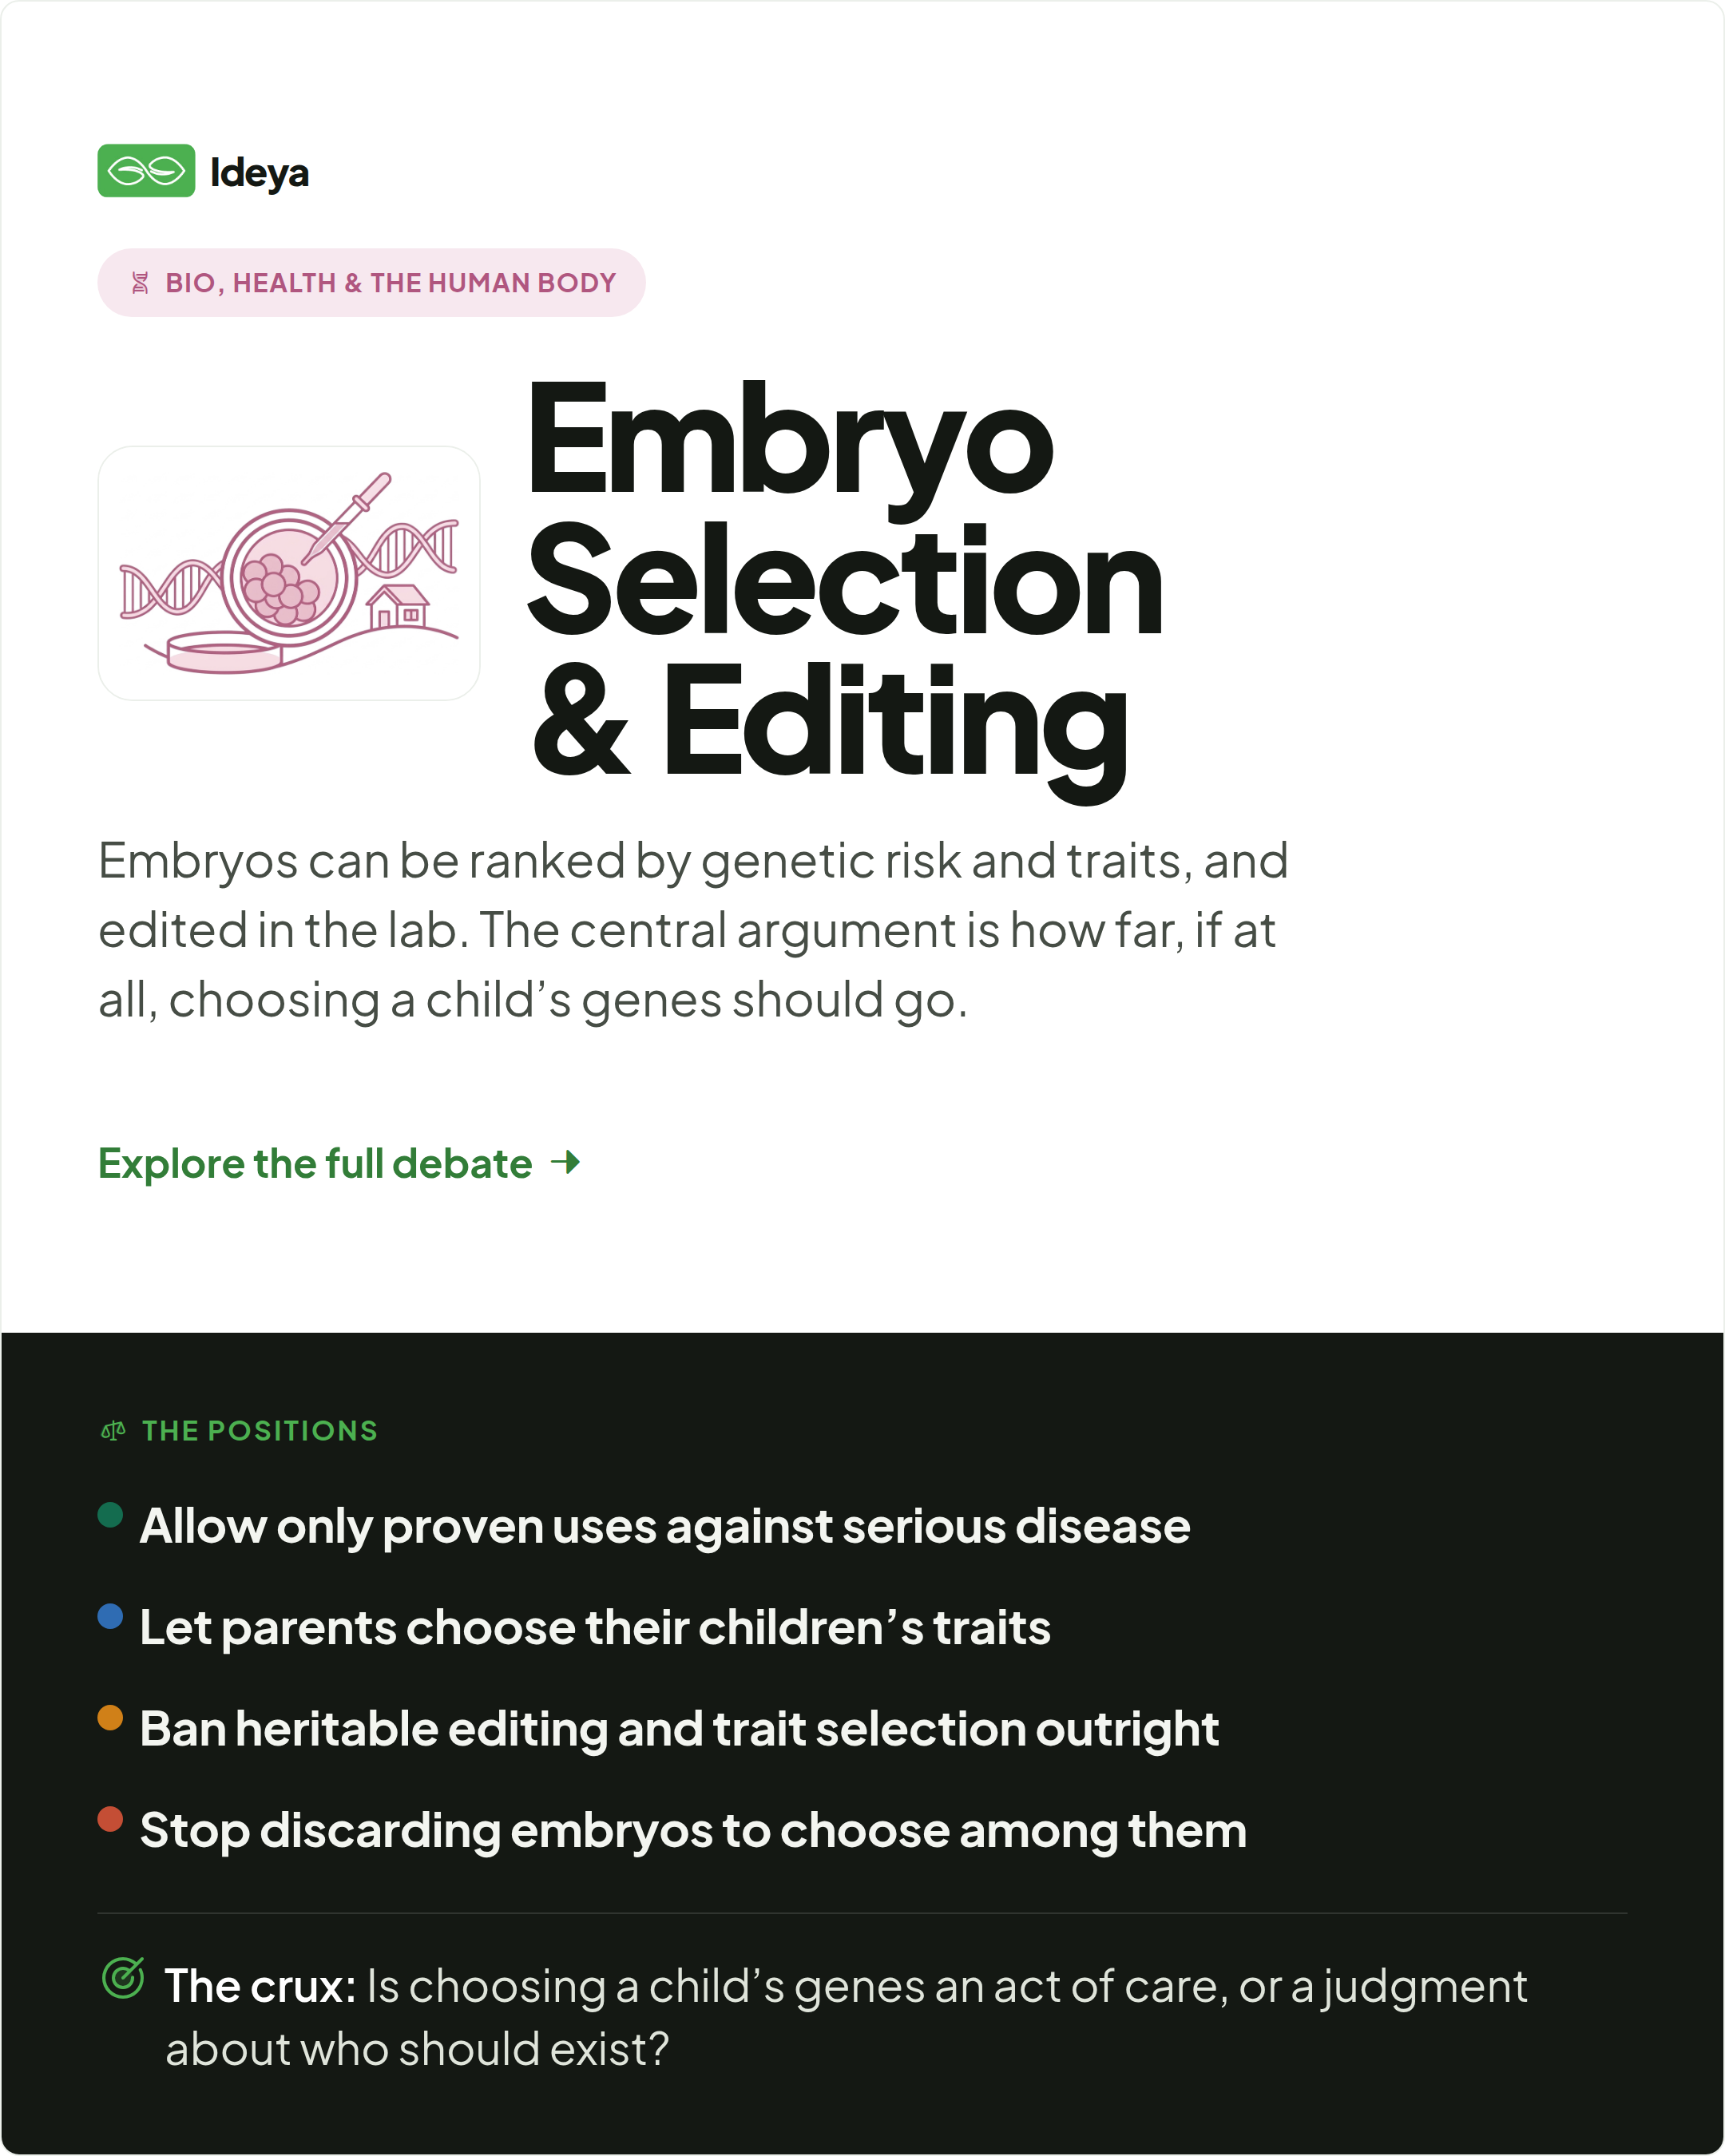 Ideya
BIO, HEALTH & THE HUMAN BODY
Embryo
Selection
& Editing
Embryos can be ranked by genetic risk and traits, and
edited in the lab. The central argument is how far, if at
all, choosing a child’s genes should go.
Explore the full debate
THE POSITIONS
Allow only proven uses against serious disease
Let parents choose their children’s traits
Ban heritable editing and trait selection outright
Stop discarding embryos to choose among them
The crux: Is choosing a child’s genes an act of care, or a judgment
about who should exist?